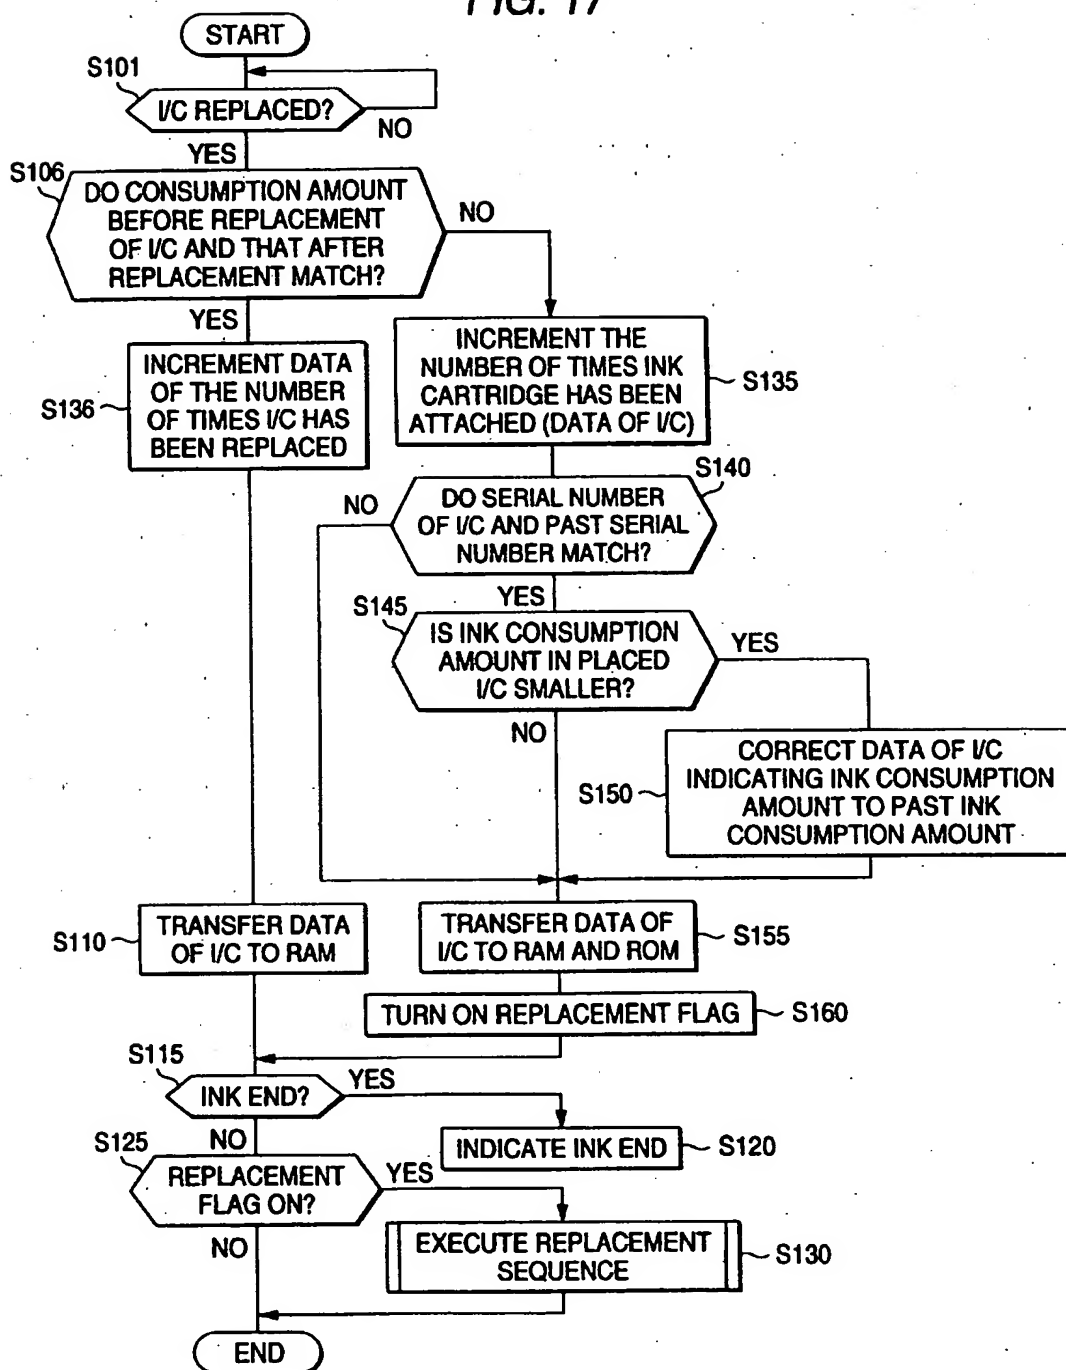 FIG. 17
START
S101
I/C REPLACED?
NO
YES
S106
DO CONSUMPTION AMOUNT
BEFORE REPLACEMENT
OF I/C AND THAT AFTER
REPLACEMENT MATCH?
NO
YES
INCREMENT DATA
OF THE NUMBER
OF TIMES I/C HAS
BEEN REPLACED
S136
INCREMENT THE
NUMBER OF TIMES INK
CARTRIDGE HAS BEEN
ATTACHED (DATA OF I/C)
S135
S140
DO SERIAL NUMBER
OF I/C AND PAST SERIAL
NUMBER MATCH?
NO
YES
S145
IS INK CONSUMPTION
AMOUNT IN PLACED
I/C SMALLER?
YES
NO
CORRECT DATA OF I/C
INDICATING INK CONSUMPTION
AMOUNT TO PAST INK
CONSUMPTION AMOUNT
S150
S110
TRANSFER DATA
OF I/C TO RAM
TRANSFER DATA OF
I/C TO RAM AND ROM
S155
TURN ON REPLACEMENT FLAG
S160
S115
INK END?
YES
NO
INDICATE INK END
S120
S125
REPLACEMENT
FLAG ON?
YES
NO
EXECUTE REPLACEMENT
SEQUENCE
S130
END